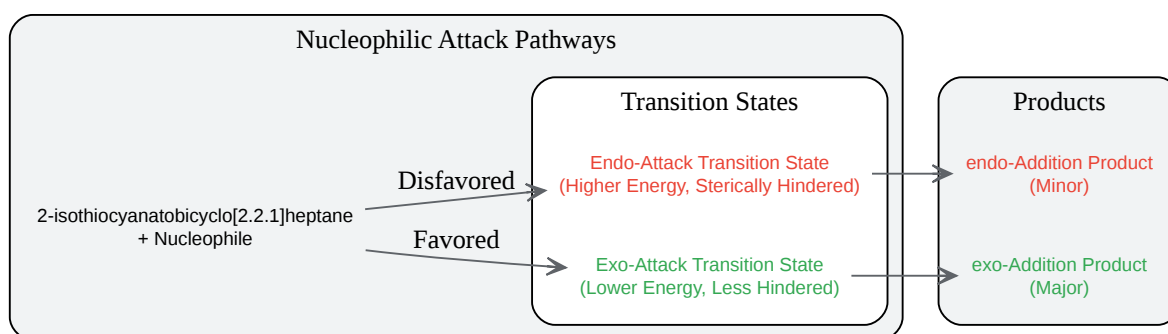 Nucleophilic Attack Pathways
Transition States
Products
Endo-Attack Transition State
(Higher Energy, Sterically Hindered)
endo-Addition Product
(Minor)
Disfavored
2-isothiocyanatobicyclo[2.2.1]heptane
+ Nucleophile
Favored
Exo-Attack Transition State
(Lower Energy, Less Hindered)
exo-Addition Product
(Major)